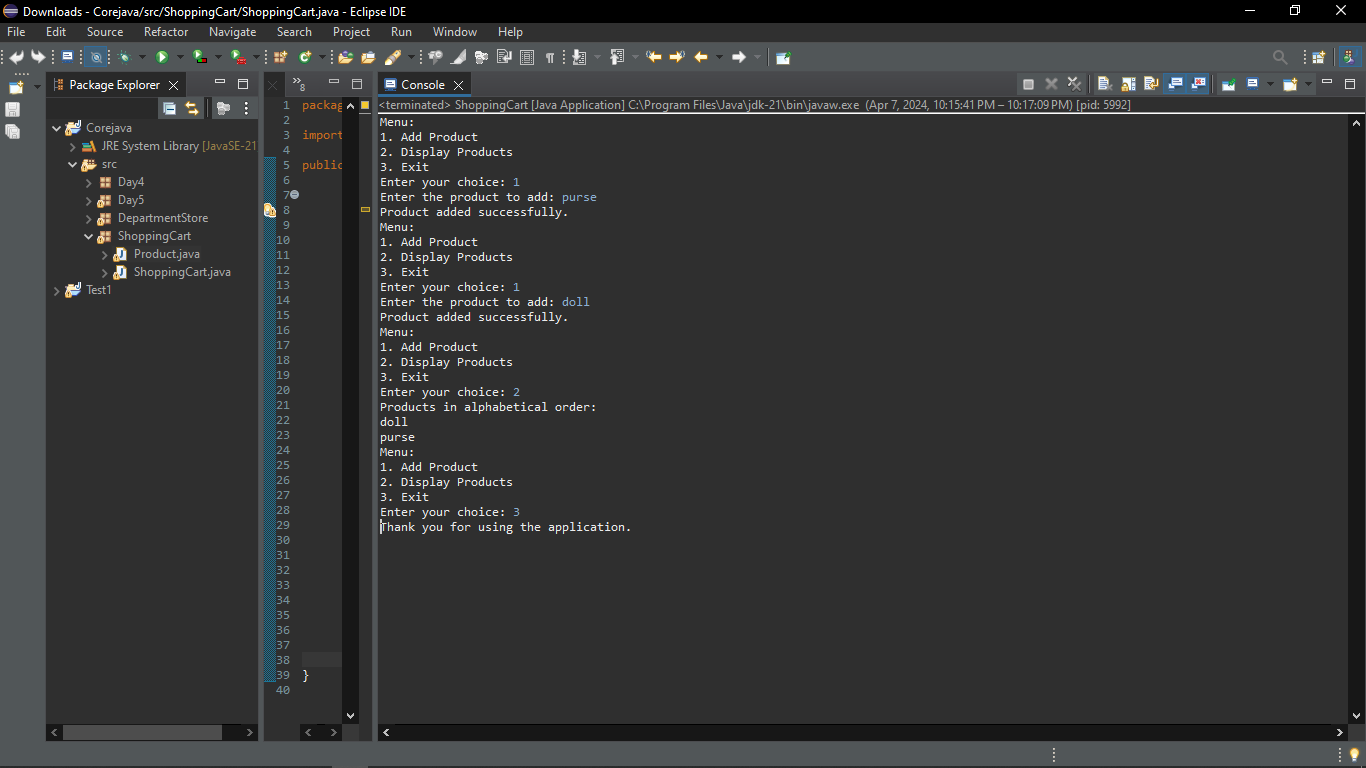 Downloads - Corejava/src/ShoppingCart/ShoppingCart.java - Eclipse IDE
File Edit Source Refactor Navigate Search Project Run Window Help
Package Explorer
Corejava
JRE System Library [JavaSE-21
src
Day4
Day5
DepartmentStore
ShoppingCart
Product.java
ShoppingCart.java
Test1
»8
1 packag
2
3 import
4
5 public
6
7
8
9
10
11
12
13
14
15
16
17
18
19
20
21
22
23
24
25
26
27
28
29
30
31
32
33
34
35
36
37
38
39 }
40
Console
<terminated> ShoppingCart [Java Application] C:\Program Files\Java\jdk-21\bin\javaw.exe (Apr 7, 2024, 10:15:41 PM – 10:17:09 PM) [pid: 5992]
Menu:
1. Add Product
2. Display Products
3. Exit
Enter your choice: 1
Enter the product to add: purse
Product added successfully.
Menu:
1. Add Product
2. Display Products
3. Exit
Enter your choice: 1
Enter the product to add: doll
Product added successfully.
Menu:
1. Add Product
2. Display Products
3. Exit
Enter your choice: 2
Products in alphabetical order:
doll
purse
Menu:
1. Add Product
2. Display Products
3. Exit
Enter your choice: 3
Thank you for using the application.